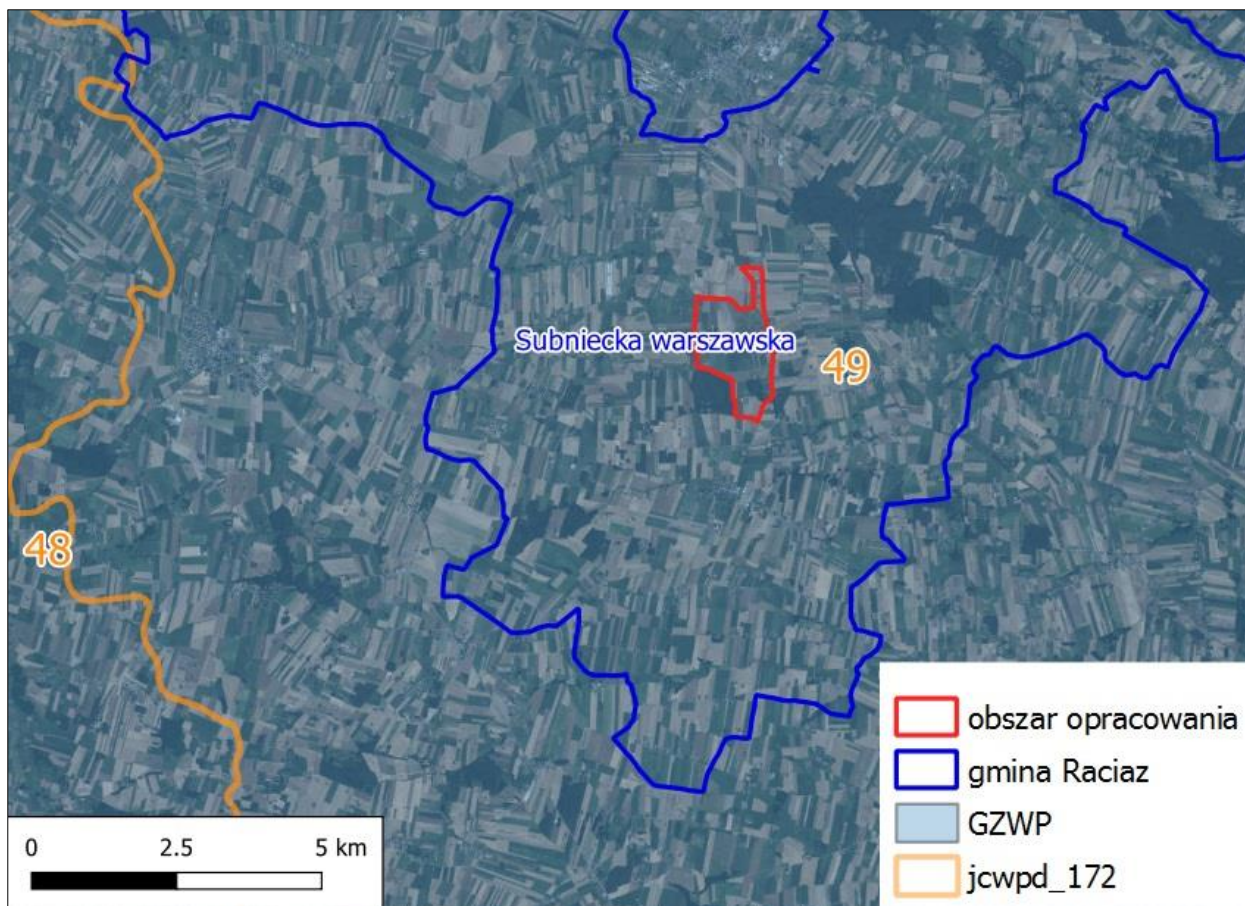 Subniecka warszawska
49
48
obszar opracowania
gmina Raciaz
GZWP
jcwpd_172
0 2.5 5 km